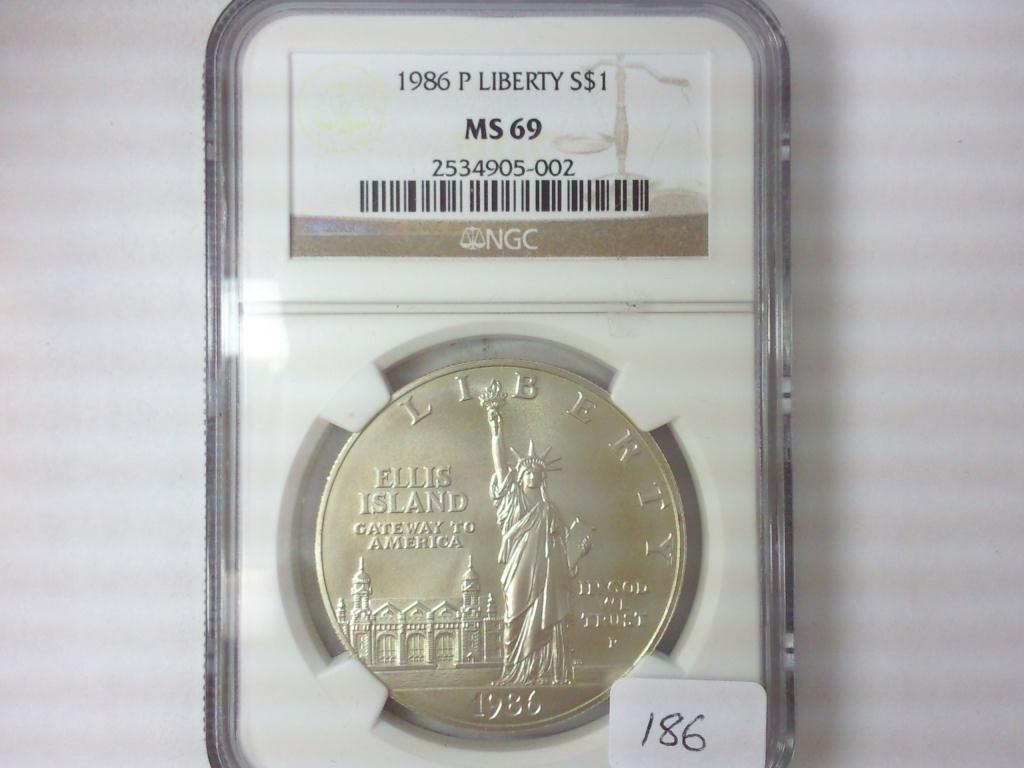 1986 P LIBERTY S$1
MS 69
2534905-002
NGC
LIBERTY
ELLIS
ISLAND
GATEWAY TO
AMERICA
IN GOD
WE
TRUST
P
1986
186